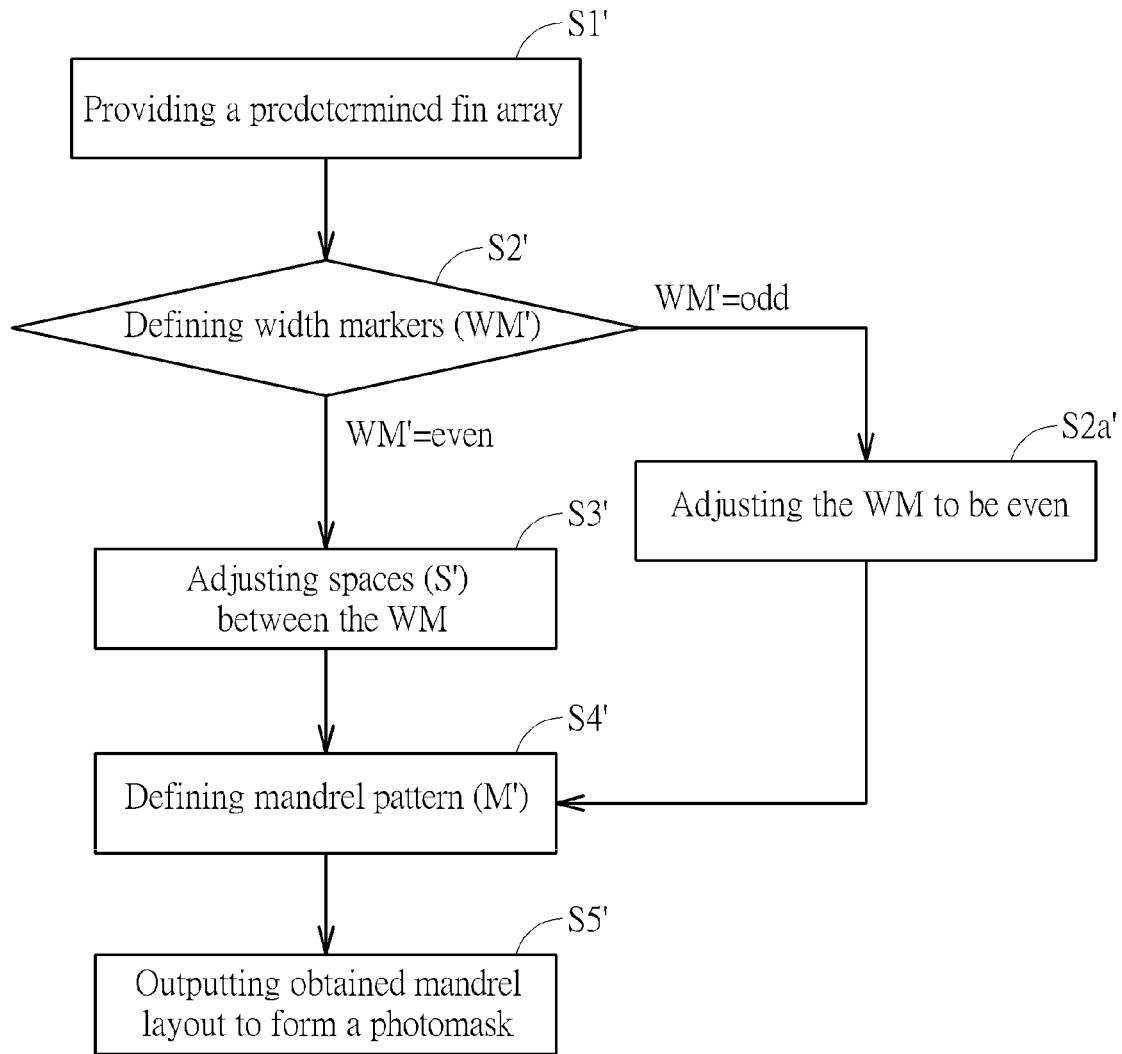 S1'
Providing a predetermined fin array
S2'
Defining width markers (WM')
WM'=odd
WM'=even
S2a'
Adjusting the WM to be even
S3'
Adjusting spaces (S')
between the WM
S4'
Defining mandrel pattern (M')
S5'
Outputting obtained mandrel
layout to form a photomask